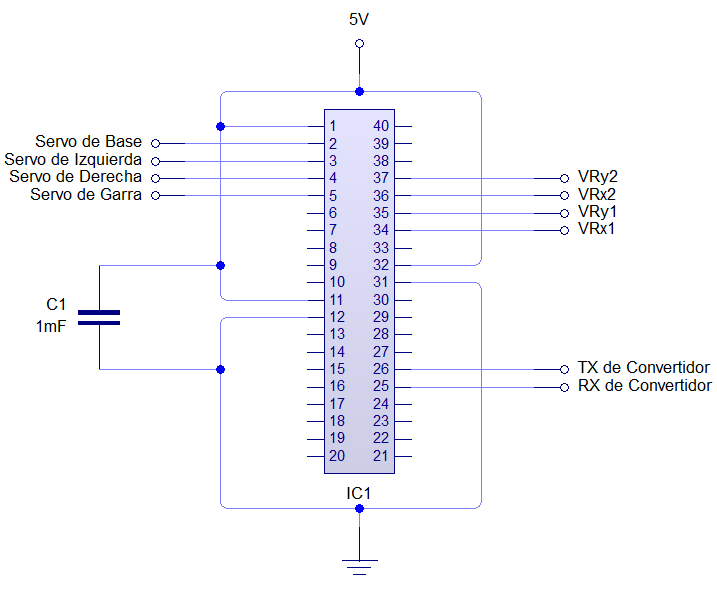 5V
1 40
Servo de Base 2 39
Servo de Izquierda 3 38
Servo de Derecha 4 37 VRy2
Servo de Garra 5 36 VRx2
6 35 VRy1
7 34 VRx1
8 33
9 32
10 31
C1 11 30
1mF 12 29
13 28
14 27
15 26 TX de Convertidor
16 25 RX de Convertidor
17 24
18 23
19 22
20 21
IC1